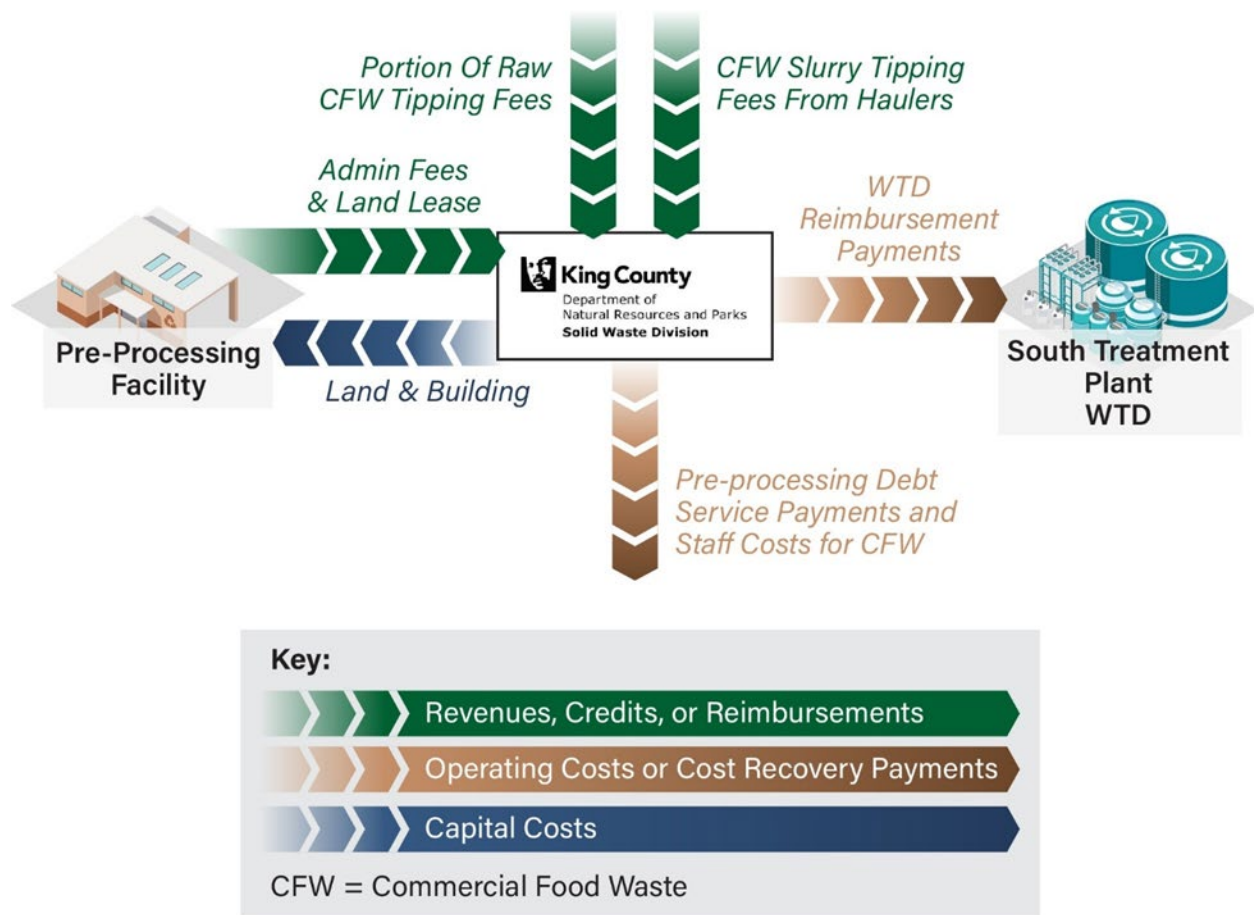 Portion Of Raw
CFW Tipping Fees
CFW Slurry Tipping
Fees From Haulers
Admin Fees
& Land Lease
WTD
Reimbursement
Payments
King County
Department of
Natural Resources and Parks
Solid Waste Division
Pre-Processing
Facility
Land & Building
South Treatment
Plant
WTD
Pre-processing Debt
Service Payments and
Staff Costs for CFW
Key:
Revenues, Credits, or Reimbursements
Operating Costs or Cost Recovery Payments
Capital Costs
CFW = Commercial Food Waste